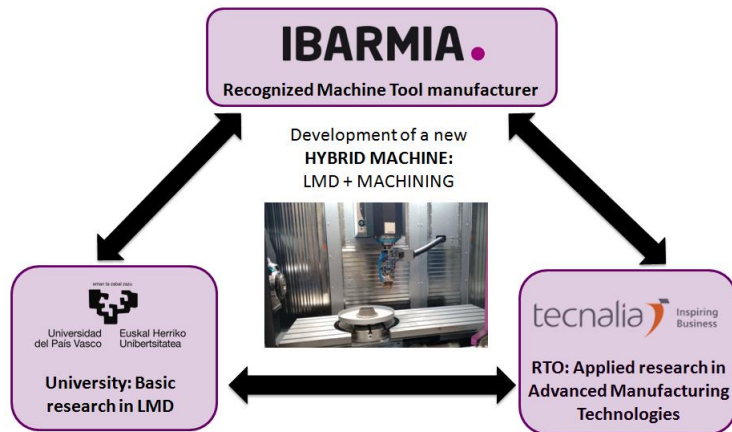 IBARMIA.
Recognized Machine Tool manufacturer
Development of a new
HYBRID MACHINE:
LMD + MACHINING
eman ta zabal zazu
Universidad
del País Vasco
Euskal Herriko
Unibertsitatea
University: Basic
research in LMD
tecnalia
Inspiring
Business
RTO: Applied research in
Advanced Manufacturing
Technologies